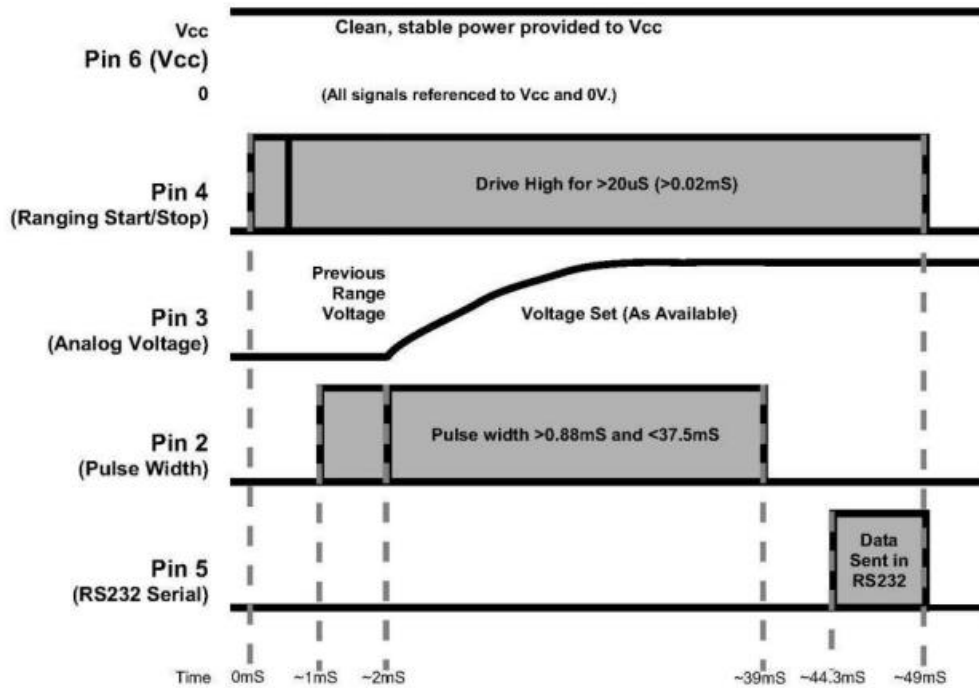 Vcc
Clean, stable power provided to Vcc
Pin 6 (Vcc)
0
(All signals referenced to Vcc and 0V.)
Pin 4
(Ranging Start/Stop)
Drive High for >20uS (>0.02mS)
Previous
Range
Voltage
Pin 3
(Analog Voltage)
Voltage Set (As Available)
Pin 2
(Pulse Width)
Pulse width >0.88mS and <37.5mS
Pin 5
(RS232 Serial)
Data
Sent in
RS232
Time 0mS ~1mS ~2mS ~39mS ~44.3mS ~49mS